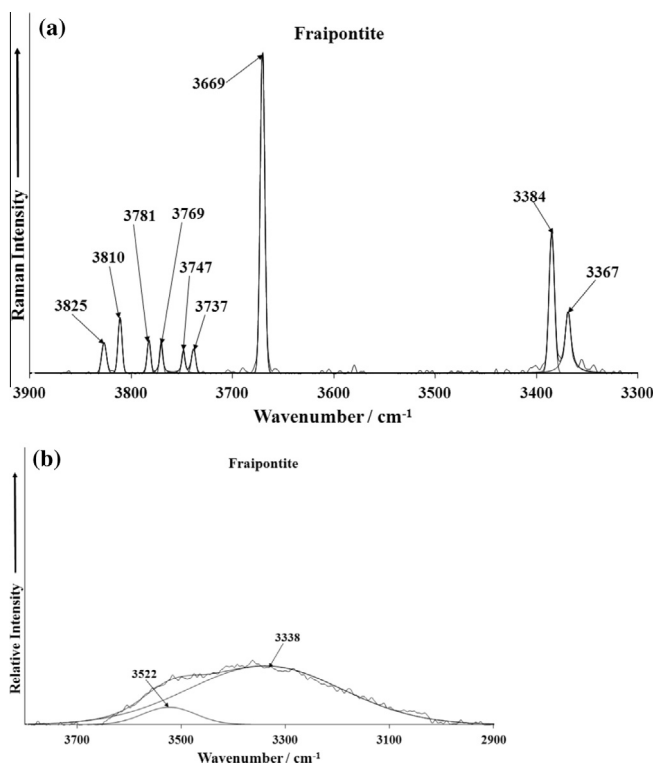 (a)
Fraipontite
Raman Intensity
3669
3384
3367
3781
3769
3810
3747
3825
3737
3900
3800
3700
3600
3500
3400
3300
Wavenumber / cm⁻¹
(b)
Fraipontite
Relative Intensity
3338
3522
3700
3500
3300
3100
2900
Wavenumber / cm⁻¹